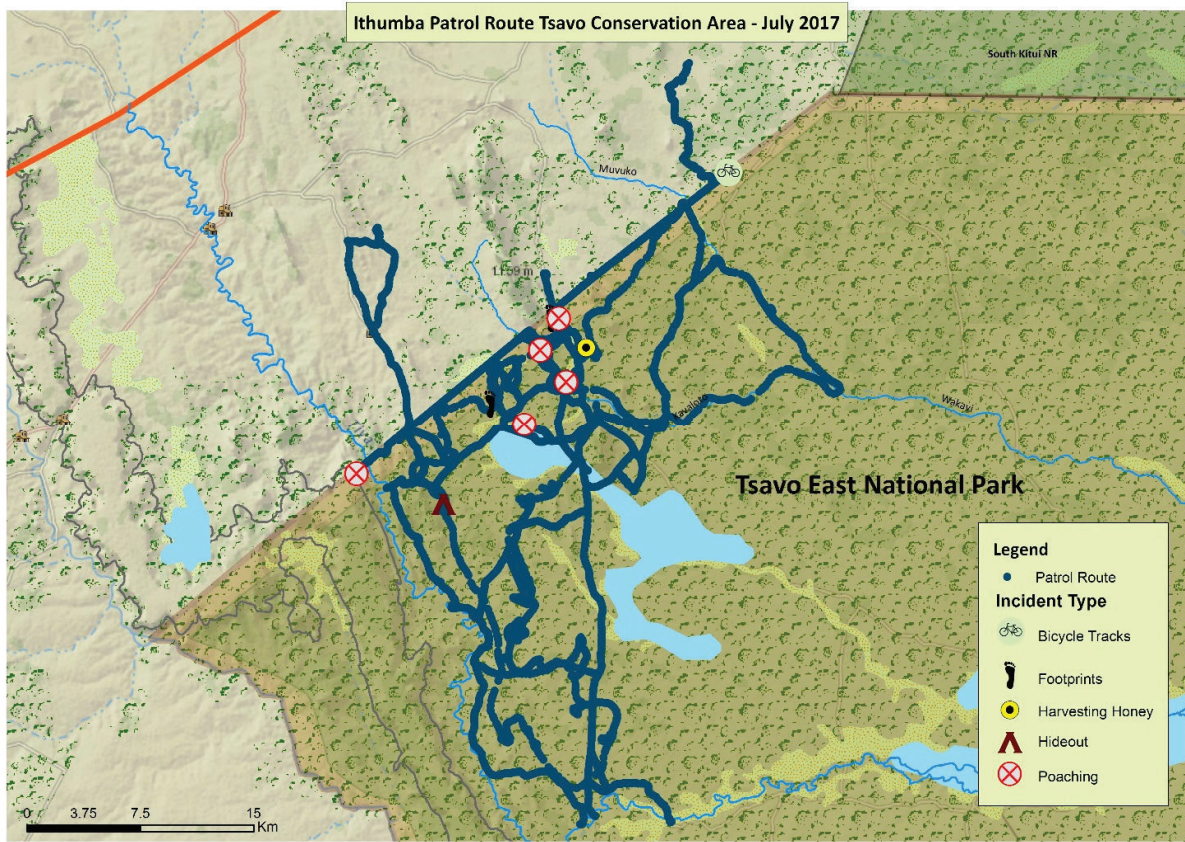 Ithumba Patrol Route Tsavo Conservation Area - July 2017
South Kitui NR
Muvuko
Wakayi
Tsavo East National Park
Legend
Patrol Route
Incident Type
Bicycle Tracks
Footprints
Harvesting Honey
Hideout
Poaching
0 3.75 7.5 15
Km